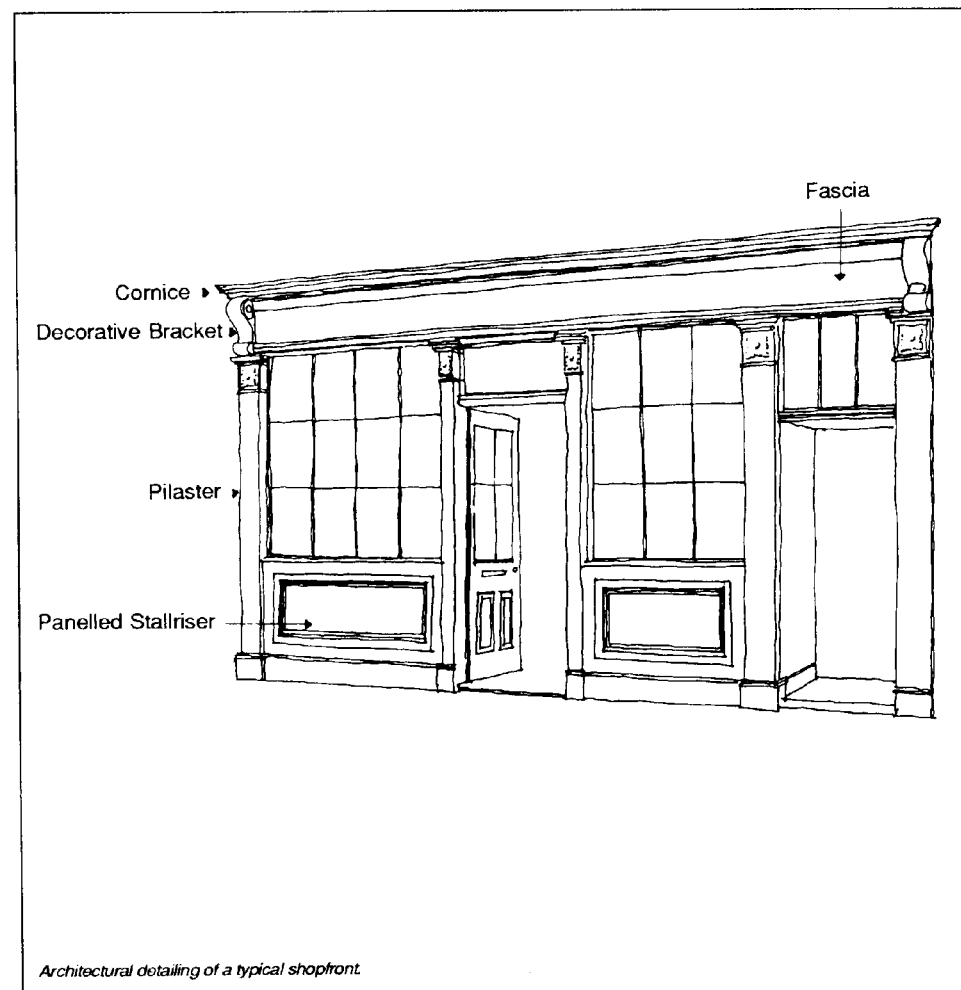 Fascia
Cornice
Decorative Bracket
Pilaster
Panelled Stallriser
Architectural detailing of a typical shopfront.